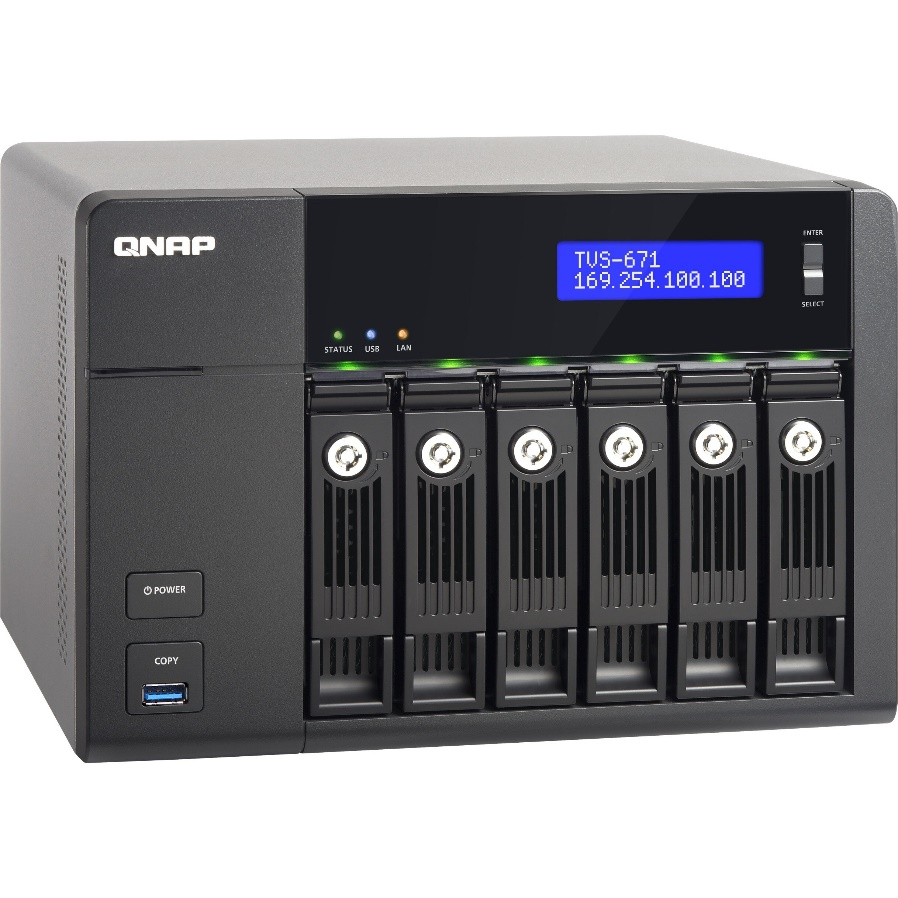 QNAP
TVS-671
169.254.100.100
ENTER
SELECT
STATUS USB LAN
POWER
COPY